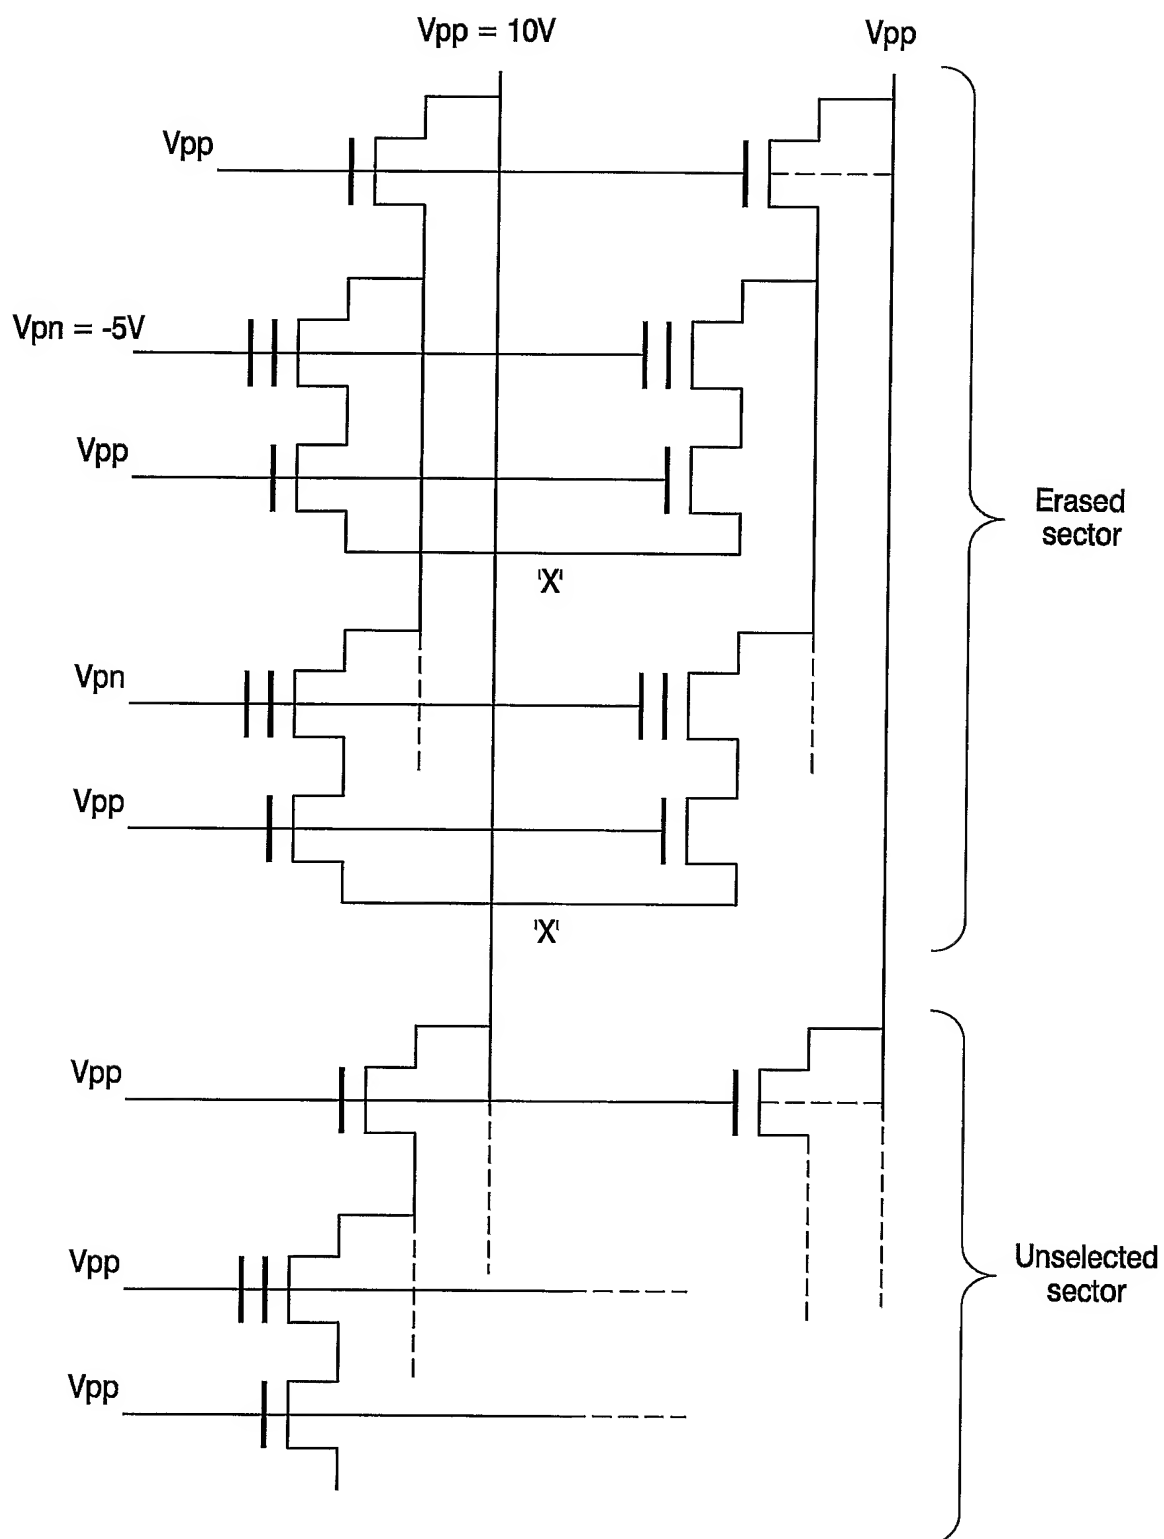 Vpp = 10V
Vpp
Vpp
Vpn = -5V
Vpp
Erased
sector
'X'
Vpn
Vpp
'X'
Vpp
Vpp
Unselected
sector
Vpp